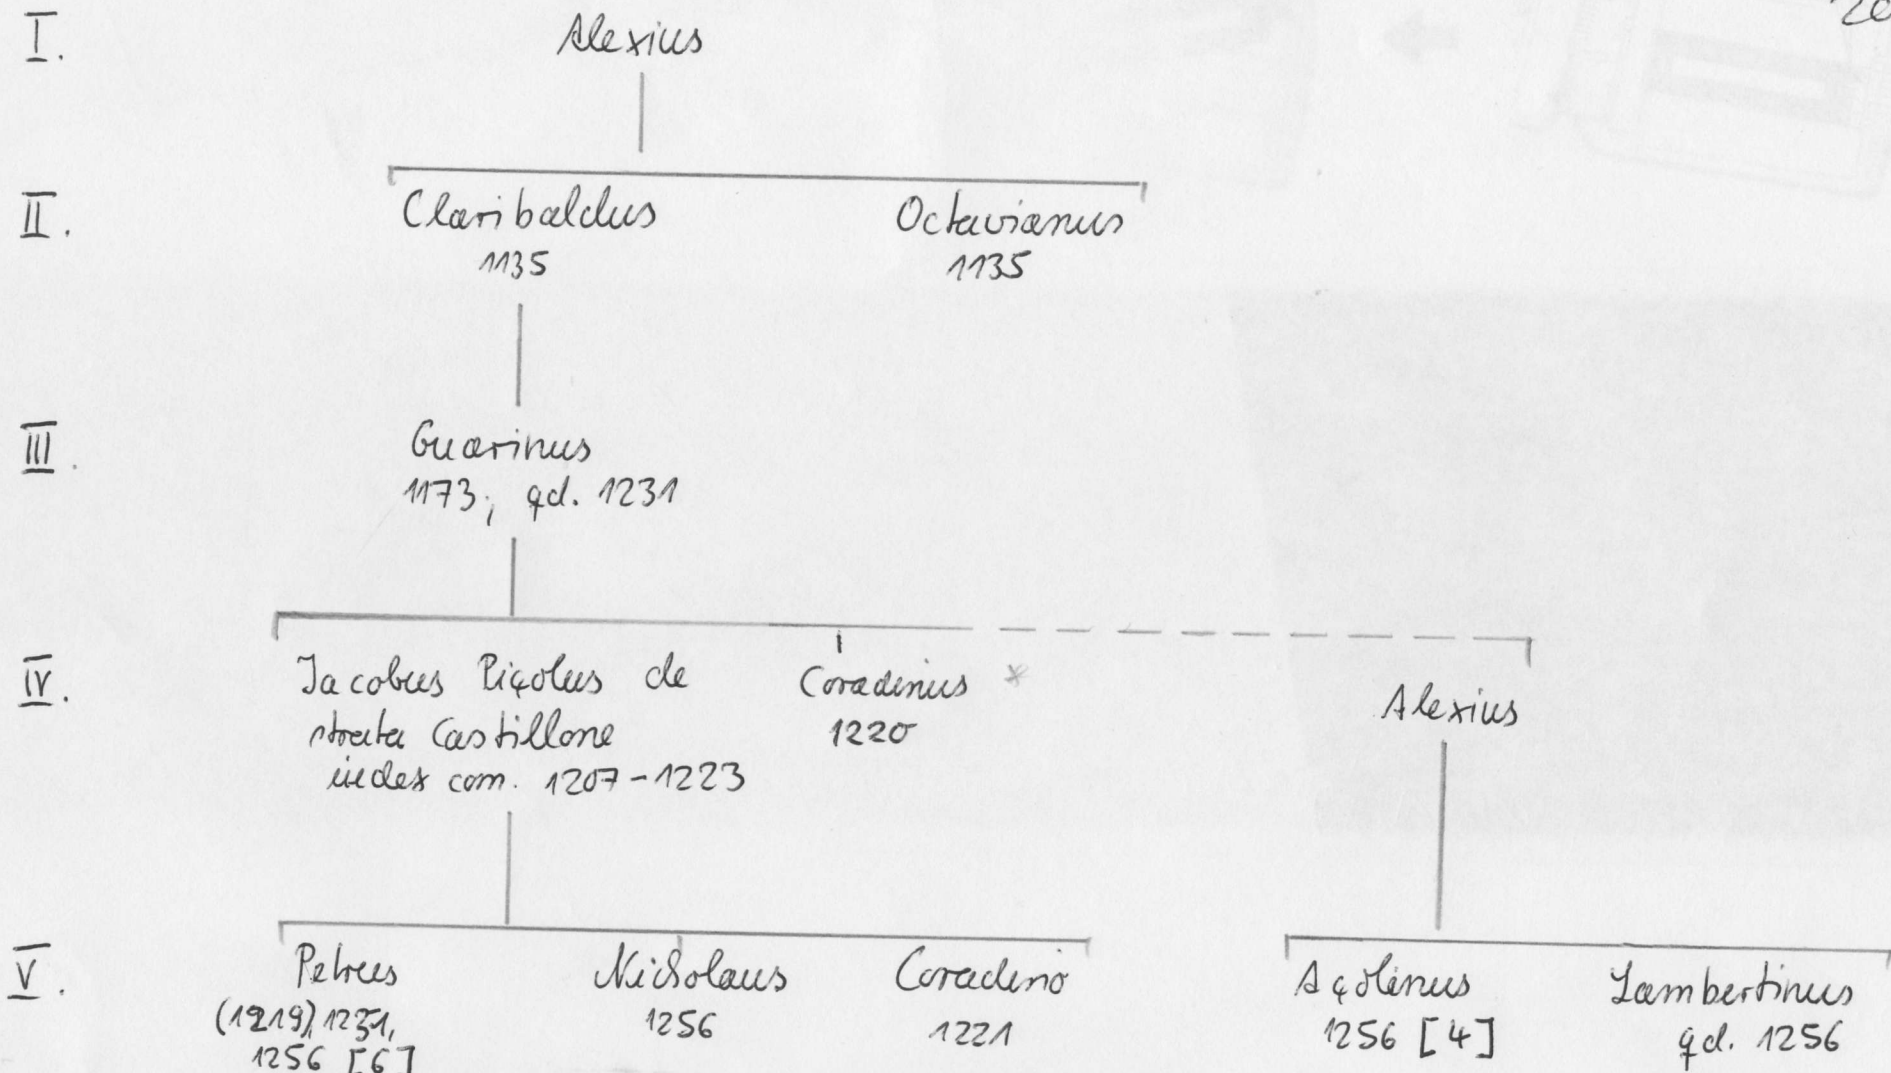 20
I. Alexius
II. Claribaldus Octavianus
1135 1135
III. Guarinus
1173, qd. 1231
IV. Jacobus Piçolus de Coradinus * Alexius
strata Castillone 1220
iudex com. 1207-1223
V. Petrus Nicholaus Coradino Açolinus Lambertinus
(1219), 1231, 1256 1221 1256 [4] qd. 1256
1256 [6]